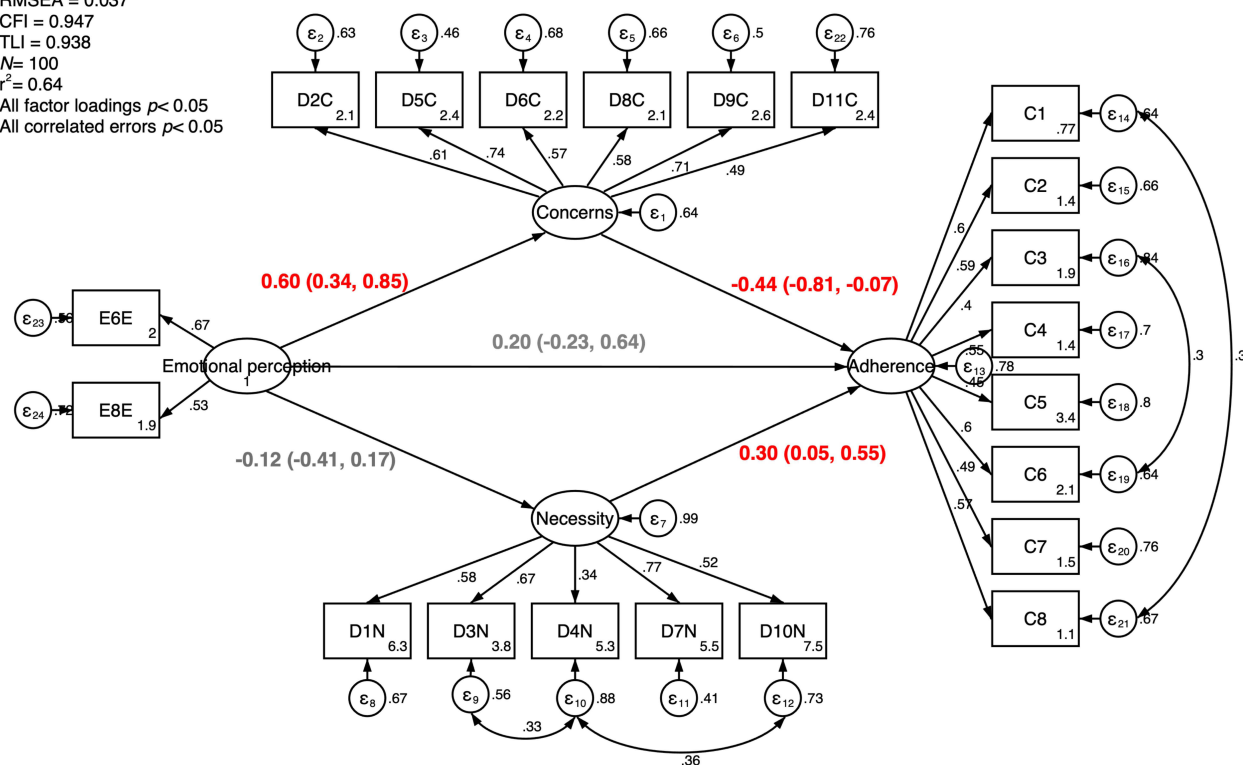 RMSEA = 0.037
CFI = 0.947
TLI = 0.938
N= 100
r²= 0.64
All factor loadings p< 0.05
All correlated errors p< 0.05
ε2 .63
ε3 .46
ε4 .68
ε5 .66
ε6 .5
ε22 .76
D2C 2.1
D5C 2.4
D6C 2.2
D8C 2.1
D9C 2.6
D11C 2.4
.61
.74
.57
.58
.71
.49
Concerns
ε1 .64
0.60 (0.34, 0.85)
-0.44 (-0.81, -0.07)
0.20 (-0.23, 0.64)
ε23
E6E 2
.67
Emotional perception
1
ε24
E8E 1.9
.53
Adherence
ε13 .78
-0.12 (-0.41, 0.17)
0.30 (0.05, 0.55)
Necessity
ε7 .99
.58
.67
.34
.77
.52
D1N 6.3
D3N 3.8
D4N 5.3
D7N 5.5
D10N 7.5
ε8 .67
ε9 .56
ε10 .88
ε11 .41
ε12 .73
.33
.36
.6
.59
.4
.55
.45
.6
.49
.57
C1 .77
ε14 .64
C2 1.4
ε15 .66
C3 1.9
ε16 .84
C4 1.4
ε17 .7
C5 3.4
ε18 .8
C6 2.1
ε19 .64
C7 1.5
ε20 .76
C8 1.1
ε21 .67
.3